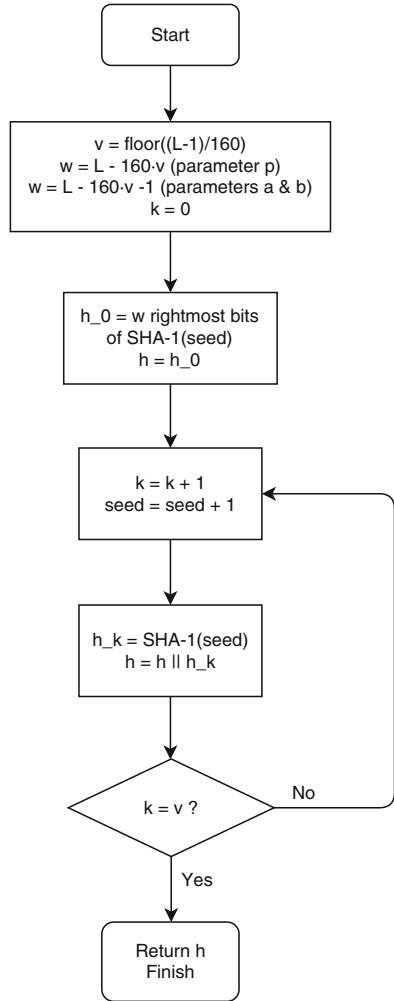 Start
v = floor((L-1)/160)
w = L - 160·v (parameter p)
w = L - 160·v -1 (parameters a & b)
k = 0
h_0 = w rightmost bits
of SHA-1(seed)
h = h_0
k = k + 1
seed = seed + 1
h_k = SHA-1(seed)
h = h || h_k
k = v ?
No
Yes
Return h
Finish